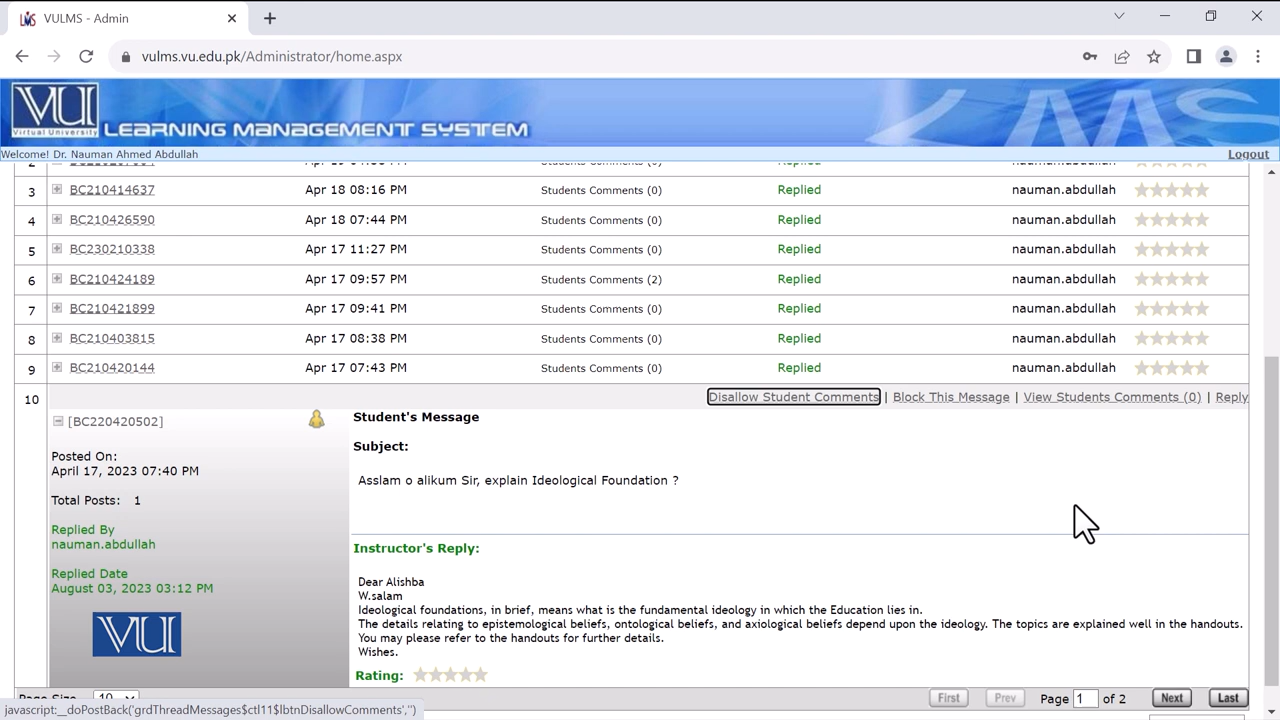 VULMS - Admin
vulms.vu.edu.pk/Administrator/home.aspx
VU
Virtual University
LEARNING MANAGEMENT SYSTEM
LMS
Welcome! Dr. Nauman Ahmed Abdullah
Logout
3 BC210414637 Apr 18 08:16 PM Students Comments (0) Replied nauman.abdullah
4 BC210426590 Apr 18 07:44 PM Students Comments (0) Replied nauman.abdullah
5 BC230210338 Apr 17 11:27 PM Students Comments (0) Replied nauman.abdullah
6 BC210424189 Apr 17 09:57 PM Students Comments (2) Replied nauman.abdullah
7 BC210421899 Apr 17 09:41 PM Students Comments (0) Replied nauman.abdullah
8 BC210403815 Apr 17 08:38 PM Students Comments (0) Replied nauman.abdullah
9 BC210420144 Apr 17 07:43 PM Students Comments (0) Replied nauman.abdullah
10 Disallow Student Comments | Block This Message | View Students Comments (0) | Reply
[BC220420502]
Posted On:
April 17, 2023 07:40 PM
Total Posts: 1
Replied By
nauman.abdullah
Replied Date
August 03, 2023 03:12 PM
VU
Student's Message
Subject:
Asslam o alikum Sir, explain Ideological Foundation ?
Instructor's Reply:
Dear Alishba
W.salam
Ideological foundations, in brief, means what is the fundamental ideology in which the Education lies in.
The details relating to epistemological beliefs, ontological beliefs, and axiological beliefs depend upon the ideology. The topics are explained well in the handouts.
You may please refer to the handouts for further details.
Wishes.
Rating:
Page Size 10 First Prev Page 1 of 2 Next Last
javascript:__doPostBack('grdThreadMessages$ctl11$lbtnDisallowComments','')